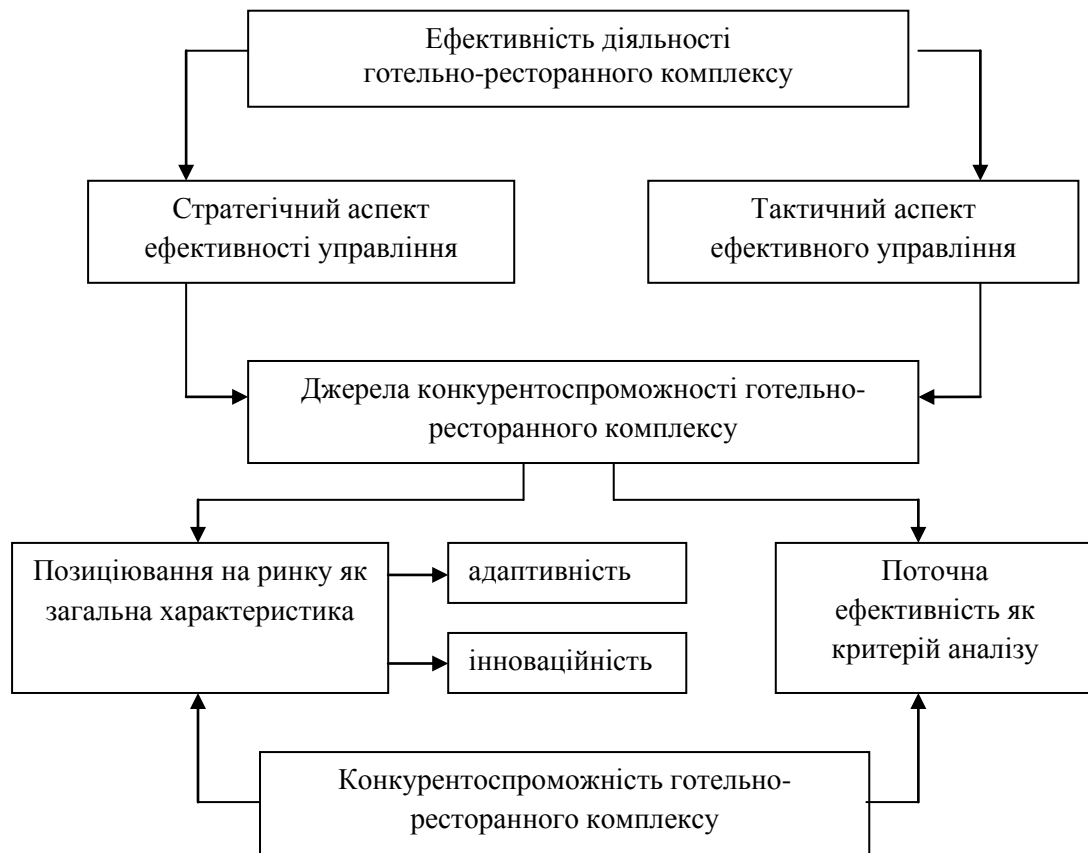 Ефективність діяльності
готельно-ресторанного комплексу
Стратегічний аспект
ефективності управління
Тактичний аспект
ефективного управління
Джерела конкурентоспроможності готельно-
ресторанного комплексу
Позиціювання на ринку як
загальна характеристика
адаптивність
інноваційність
Поточна
ефективність як
критерій аналізу
Конкурентоспроможність готельно-
ресторанного комплексу